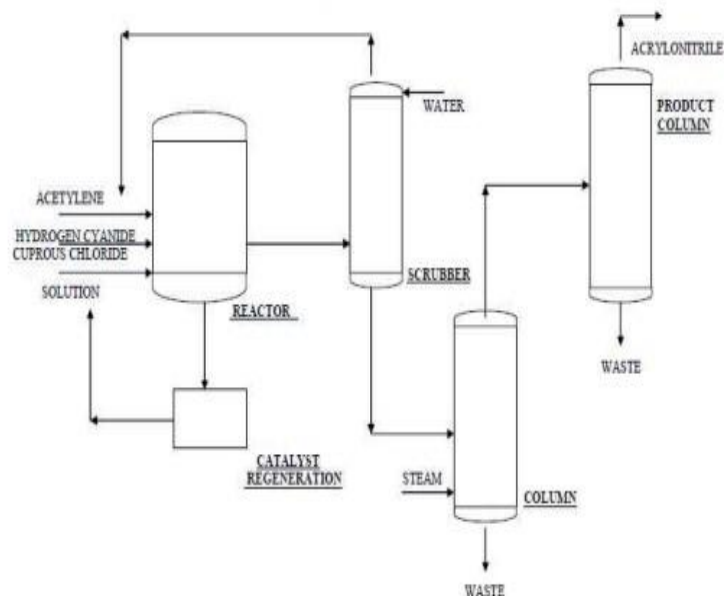 ACRYLONITRILE
WATER
PRODUCT
COLUMN
ACETYLENE
HYDROGEN CYANIDE
CUPROUS CHLORIDE
SOLUTION
REACTOR
SCRUBBER
WASTE
CATALYST
REGENERATION
STEAM
COLUMN
WASTE